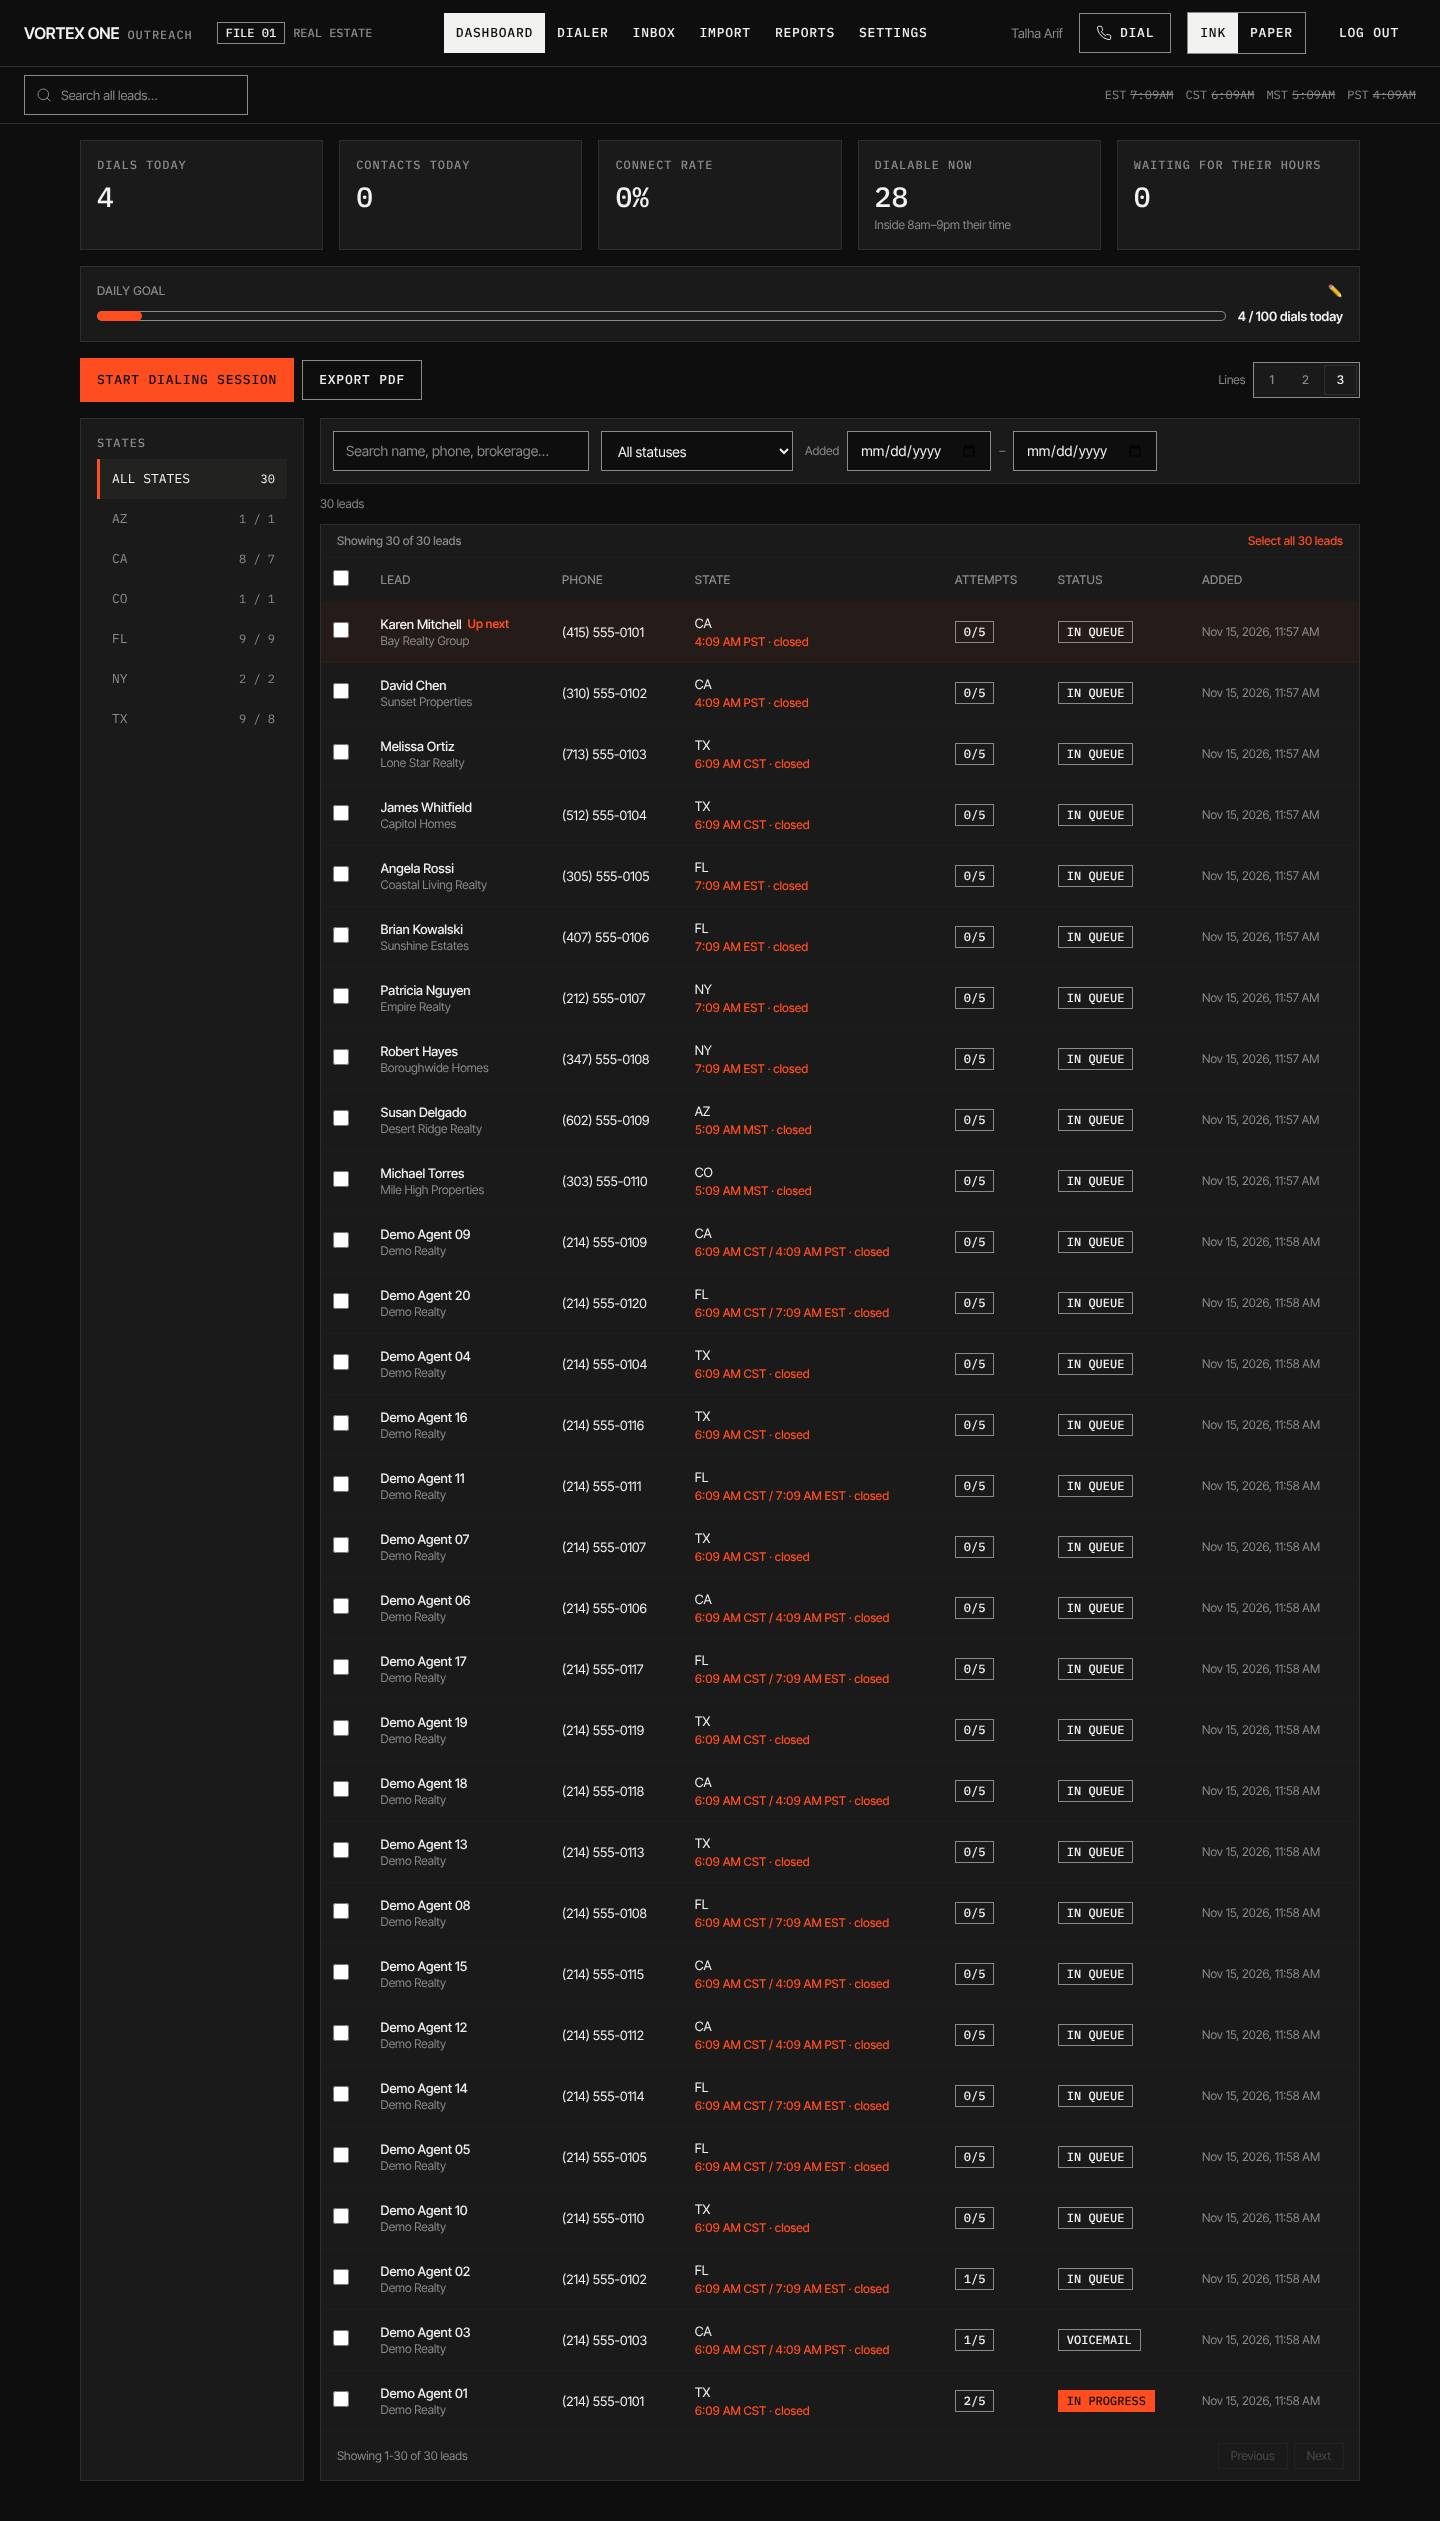 VORTEX ONE OUTREACH FILE 01 REAL ESTATE DASHBOARD DIALER INBOX IMPORT REPORTS SETTINGS Talha Arif DIAL INK PAPER LOG OUT
Search all leads... EST 7:09AM CST 6:09AM MST 5:09AM PST 4:09AM
DIALS TODAY CONTACTS TODAY CONNECT RATE DIALABLE NOW WAITING FOR THEIR HOURS
4 0 0% 28 0
Inside 8am–9pm their time
DAILY GOAL
4 / 100 dials today
START DIALING SESSION EXPORT PDF Lines 1 2 3
STATES
ALL STATES 30
AZ 1 / 1
CA 8 / 7
CO 1 / 1
FL 9 / 9
NY 2 / 2
TX 9 / 8
Search name, phone, brokerage... All statuses Added mm/dd/yyyy – mm/dd/yyyy
30 leads
Showing 30 of 30 leads Select all 30 leads
LEAD PHONE STATE ATTEMPTS STATUS ADDED
Karen Mitchell Up next (415) 555-0101 CA 0/5 IN QUEUE Nov 15, 2026, 11:57 AM
Bay Realty Group 4:09 AM PST · closed
David Chen (310) 555-0102 CA 0/5 IN QUEUE Nov 15, 2026, 11:57 AM
Sunset Properties 4:09 AM PST · closed
Melissa Ortiz (713) 555-0103 TX 0/5 IN QUEUE Nov 15, 2026, 11:57 AM
Lone Star Realty 6:09 AM CST · closed
James Whitfield (512) 555-0104 TX 0/5 IN QUEUE Nov 15, 2026, 11:57 AM
Capitol Homes 6:09 AM CST · closed
Angela Rossi (305) 555-0105 FL 0/5 IN QUEUE Nov 15, 2026, 11:57 AM
Coastal Living Realty 7:09 AM EST · closed
Brian Kowalski (407) 555-0106 FL 0/5 IN QUEUE Nov 15, 2026, 11:57 AM
Sunshine Estates 7:09 AM EST · closed
Patricia Nguyen (212) 555-0107 NY 0/5 IN QUEUE Nov 15, 2026, 11:57 AM
Empire Realty 7:09 AM EST · closed
Robert Hayes (347) 555-0108 NY 0/5 IN QUEUE Nov 15, 2026, 11:57 AM
Boroughwide Homes 7:09 AM EST · closed
Susan Delgado (602) 555-0109 AZ 0/5 IN QUEUE Nov 15, 2026, 11:57 AM
Desert Ridge Realty 5:09 AM MST · closed
Michael Torres (303) 555-0110 CO 0/5 IN QUEUE Nov 15, 2026, 11:57 AM
Mile High Properties 5:09 AM MST · closed
Demo Agent 09 (214) 555-0109 CA 0/5 IN QUEUE Nov 15, 2026, 11:58 AM
Demo Realty 6:09 AM CST / 4:09 AM PST · closed
Demo Agent 20 (214) 555-0120 FL 0/5 IN QUEUE Nov 15, 2026, 11:58 AM
Demo Realty 6:09 AM CST / 7:09 AM EST · closed
Demo Agent 04 (214) 555-0104 TX 0/5 IN QUEUE Nov 15, 2026, 11:58 AM
Demo Realty 6:09 AM CST · closed
Demo Agent 16 (214) 555-0116 TX 0/5 IN QUEUE Nov 15, 2026, 11:58 AM
Demo Realty 6:09 AM CST · closed
Demo Agent 11 (214) 555-0111 FL 0/5 IN QUEUE Nov 15, 2026, 11:58 AM
Demo Realty 6:09 AM CST / 7:09 AM EST · closed
Demo Agent 07 (214) 555-0107 TX 0/5 IN QUEUE Nov 15, 2026, 11:58 AM
Demo Realty 6:09 AM CST · closed
Demo Agent 06 (214) 555-0106 CA 0/5 IN QUEUE Nov 15, 2026, 11:58 AM
Demo Realty 6:09 AM CST / 4:09 AM PST · closed
Demo Agent 17 (214) 555-0117 FL 0/5 IN QUEUE Nov 15, 2026, 11:58 AM
Demo Realty 6:09 AM CST / 7:09 AM EST · closed
Demo Agent 19 (214) 555-0119 TX 0/5 IN QUEUE Nov 15, 2026, 11:58 AM
Demo Realty 6:09 AM CST · closed
Demo Agent 18 (214) 555-0118 CA 0/5 IN QUEUE Nov 15, 2026, 11:58 AM
Demo Realty 6:09 AM CST / 4:09 AM PST · closed
Demo Agent 13 (214) 555-0113 TX 0/5 IN QUEUE Nov 15, 2026, 11:58 AM
Demo Realty 6:09 AM CST · closed
Demo Agent 08 (214) 555-0108 FL 0/5 IN QUEUE Nov 15, 2026, 11:58 AM
Demo Realty 6:09 AM CST / 7:09 AM EST · closed
Demo Agent 15 (214) 555-0115 CA 0/5 IN QUEUE Nov 15, 2026, 11:58 AM
Demo Realty 6:09 AM CST / 4:09 AM PST · closed
Demo Agent 12 (214) 555-0112 CA 0/5 IN QUEUE Nov 15, 2026, 11:58 AM
Demo Realty 6:09 AM CST / 4:09 AM PST · closed
Demo Agent 14 (214) 555-0114 FL 0/5 IN QUEUE Nov 15, 2026, 11:58 AM
Demo Realty 6:09 AM CST / 7:09 AM EST · closed
Demo Agent 05 (214) 555-0105 FL 0/5 IN QUEUE Nov 15, 2026, 11:58 AM
Demo Realty 6:09 AM CST / 7:09 AM EST · closed
Demo Agent 10 (214) 555-0110 TX 0/5 IN QUEUE Nov 15, 2026, 11:58 AM
Demo Realty 6:09 AM CST · closed
Demo Agent 02 (214) 555-0102 FL 1/5 IN QUEUE Nov 15, 2026, 11:58 AM
Demo Realty 6:09 AM CST / 7:09 AM EST · closed
Demo Agent 03 (214) 555-0103 CA 1/5 VOICEMAIL Nov 15, 2026, 11:58 AM
Demo Realty 6:09 AM CST / 4:09 AM PST · closed
Demo Agent 01 (214) 555-0101 TX 2/5 IN PROGRESS Nov 15, 2026, 11:58 AM
Demo Realty 6:09 AM CST · closed
Showing 1-30 of 30 leads Previous Next